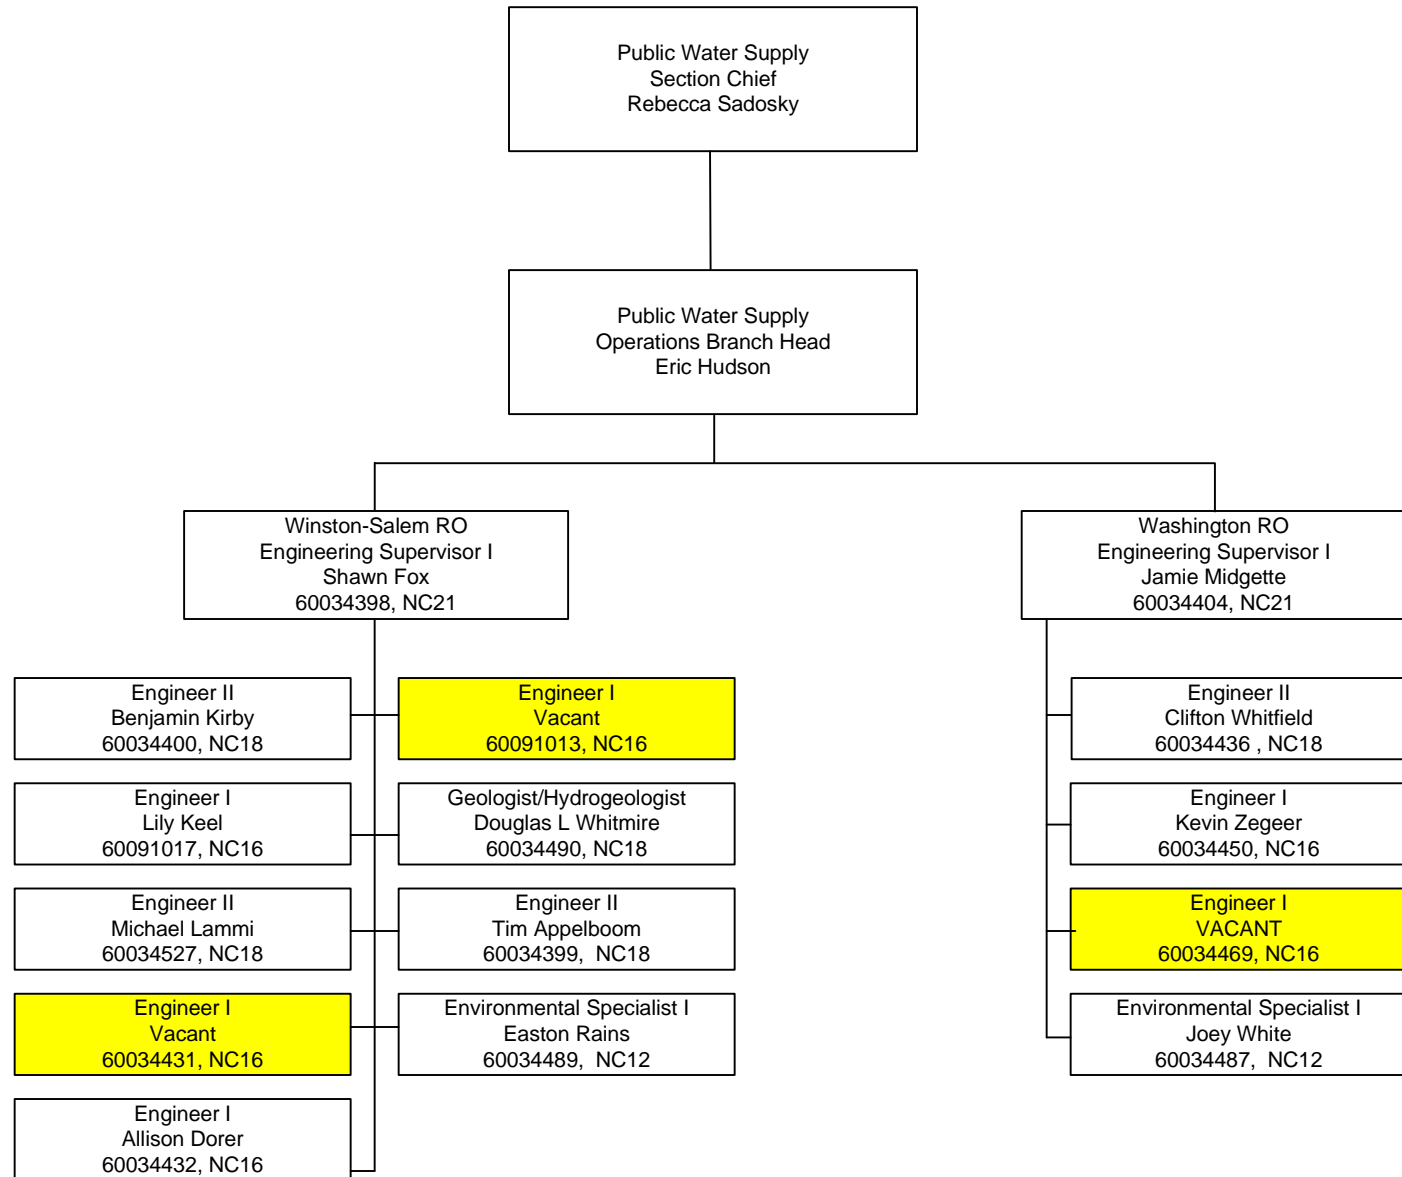 Public Water Supply
Section Chief
Rebecca Sadosky
Public Water Supply
Operations Branch Head
Eric Hudson
Winston-Salem RO
Engineering Supervisor I
Shawn Fox
60034398, NC21
Washington RO
Engineering Supervisor I
Jamie Midgette
60034404, NC21
Engineer II
Benjamin Kirby
60034400, NC18
Engineer I
Vacant
60091013, NC16
Engineer II
Clifton Whitfield
60034436 , NC18
Engineer I
Lily Keel
60091017, NC16
Geologist/Hydrogeologist
Douglas L Whitmire
60034490, NC18
Engineer I
Kevin Zegeer
60034450, NC16
Engineer II
Michael Lammi
60034527, NC18
Engineer II
Tim Appelboom
60034399,  NC18
Engineer I
VACANT
60034469, NC16
Engineer I
Vacant
60034431, NC16
Environmental Specialist I
Easton Rains
60034489,  NC12
Environmental Specialist I
Joey White
60034487,  NC12
Engineer I
Allison Dorer
60034432, NC16